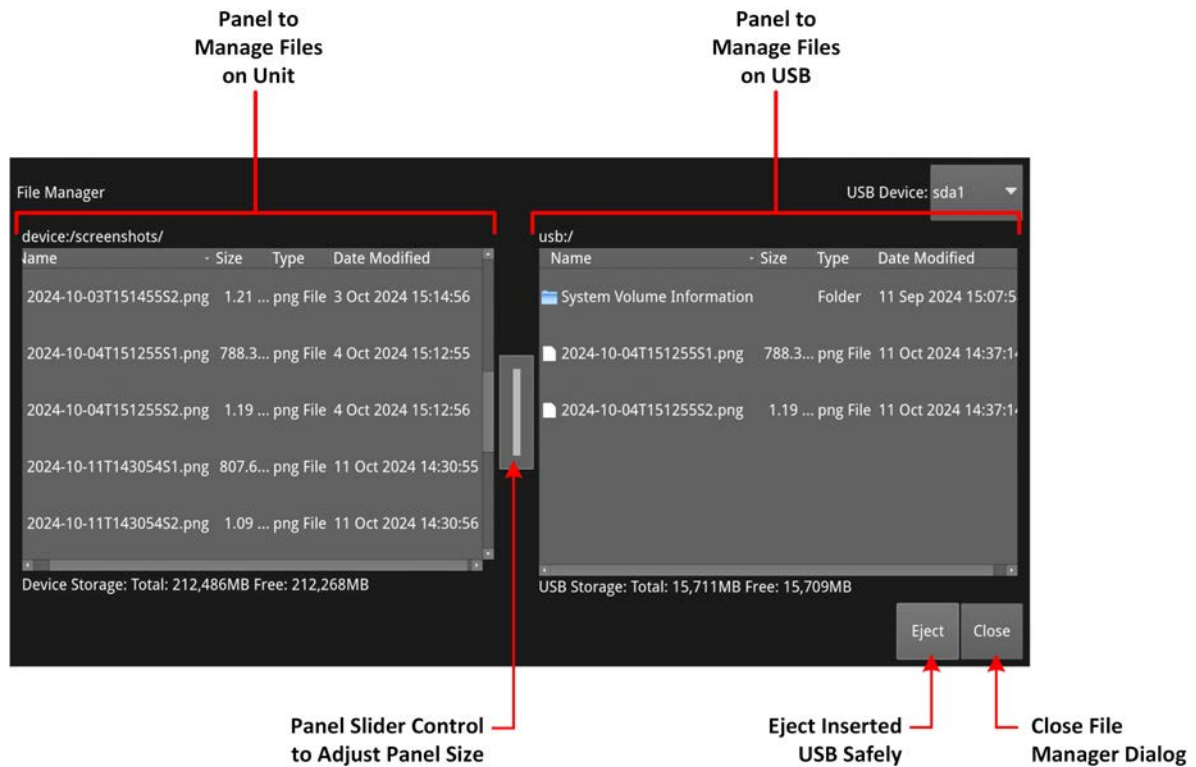 Panel to
Manage Files
on Unit
Panel to
Manage Files
on USB
File Manager
USB Device: sda1
device:/screenshots/
Name - Size Type Date Modified
2024-10-03T151455S2.png 1.21 ... png File 3 Oct 2024 15:14:56
2024-10-04T151255S1.png 788.3... png File 4 Oct 2024 15:12:55
2024-10-04T151255S2.png 1.19 ... png File 4 Oct 2024 15:12:56
2024-10-11T143054S1.png 807.6... png File 11 Oct 2024 14:30:55
2024-10-11T143054S2.png 1.09 ... png File 11 Oct 2024 14:30:56
Device Storage: Total: 212,486MB Free: 212,268MB
usb:/
Name - Size Type Date Modified
System Volume Information Folder 11 Sep 2024 15:07:5
2024-10-04T151255S1.png 788.3... png File 11 Oct 2024 14:37:1
2024-10-04T151255S2.png 1.19 ... png File 11 Oct 2024 14:37:1
USB Storage: Total: 15,711MB Free: 15,709MB
Eject Close
Panel Slider Control
to Adjust Panel Size
Eject Inserted
USB Safely
Close File
Manager Dialog